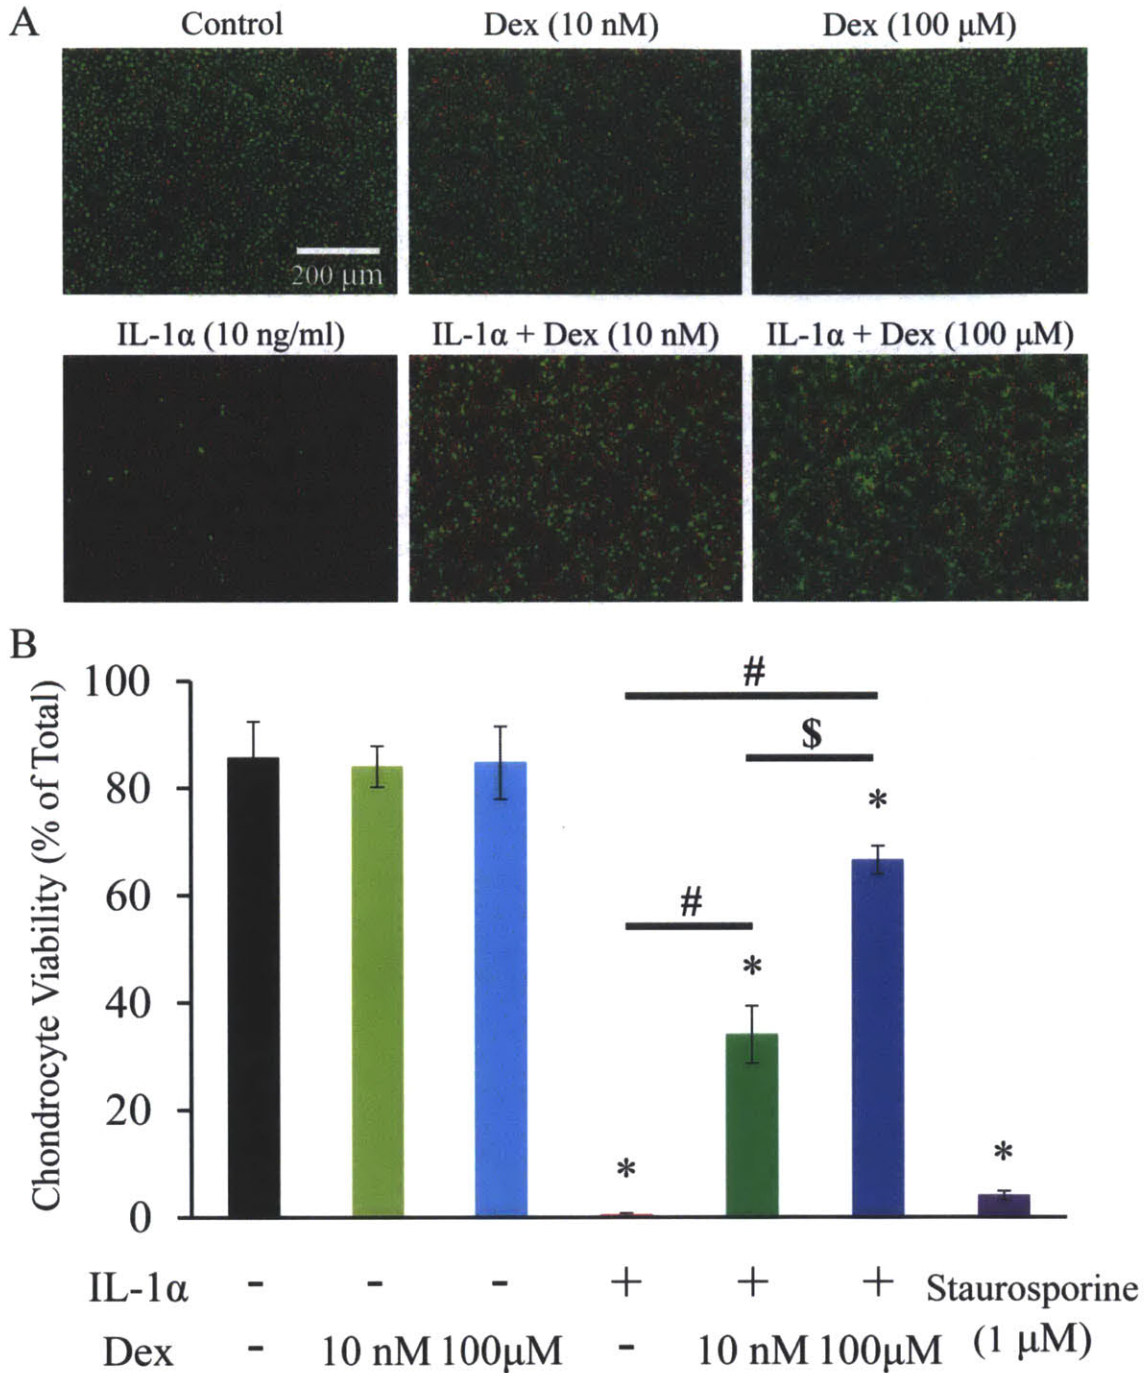 A
Control Dex (10 nM) Dex (100 μM)
200 μm
IL-1α (10 ng/ml) IL-1α + Dex (10 nM) IL-1α + Dex (100 μM)
B
Chondrocyte Viability (% of Total)
100
80
60
40
20
0
#
$
*
#
*
*
*
IL-1α - - - + + + Staurosporine
Dex - 10 nM 100μM - 10 nM 100μM (1 μM)